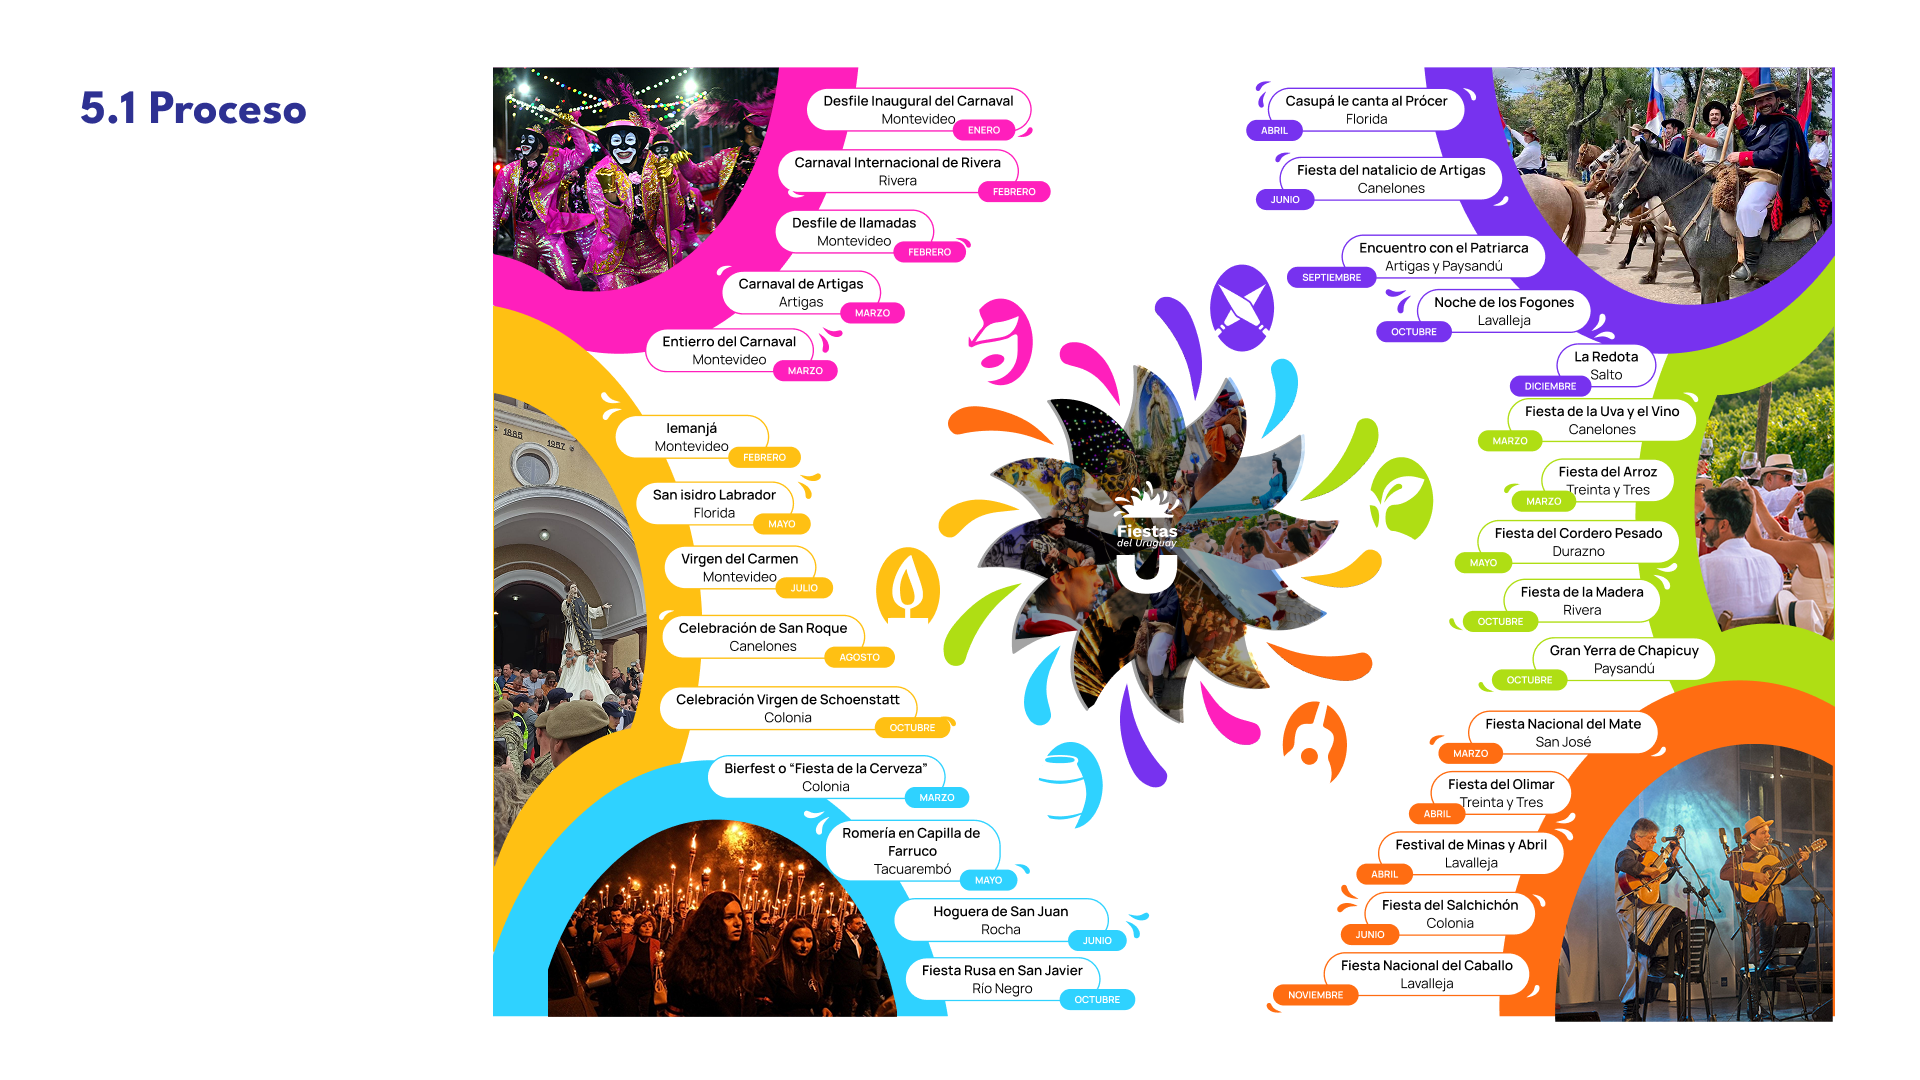 5.1 Proceso
Desfile Inaugural del Carnaval
Montevideo
ENERO
Carnaval Internacional de Rivera
Rivera
FEBRERO
Desfile de llamadas
Montevideo
FEBRERO
Carnaval de Artigas
Artigas
MARZO
Entierro del Carnaval
Montevideo
MARZO
Iemanjá
Montevideo
FEBRERO
San isidro Labrador
Florida
MAYO
Virgen del Carmen
Montevideo
JULIO
Celebración de San Roque
Canelones
AGOSTO
Celebración Virgen de Schoenstatt
Colonia
OCTUBRE
Bierfest o “Fiesta de la Cerveza”
Colonia
MARZO
Romería en Capilla de
Farruco
Tacuarembó
MAYO
Hoguera de San Juan
Rocha
JUNIO
Fiesta Rusa en San Javier
Río Negro
OCTUBRE
1885 1957
Fiestas
del Uruguay
Casupá le canta al Prócer
Florida
ABRIL
Fiesta del natalicio de Artigas
Canelones
JUNIO
Encuentro con el Patriarca
Artigas y Paysandú
SEPTIEMBRE
Noche de los Fogones
Lavalleja
OCTUBRE
La Redota
Salto
DICIEMBRE
Fiesta de la Uva y el Vino
Canelones
MARZO
Fiesta del Arroz
Treinta y Tres
MARZO
Fiesta del Cordero Pesado
Durazno
MAYO
Fiesta de la Madera
Rivera
OCTUBRE
Gran Yerra de Chapicuy
Paysandú
OCTUBRE
Fiesta Nacional del Mate
San José
MARZO
Fiesta del Olimar
Treinta y Tres
ABRIL
Festival de Minas y Abril
Lavalleja
ABRIL
Fiesta del Salchichón
Colonia
JUNIO
Fiesta Nacional del Caballo
Lavalleja
NOVIEMBRE